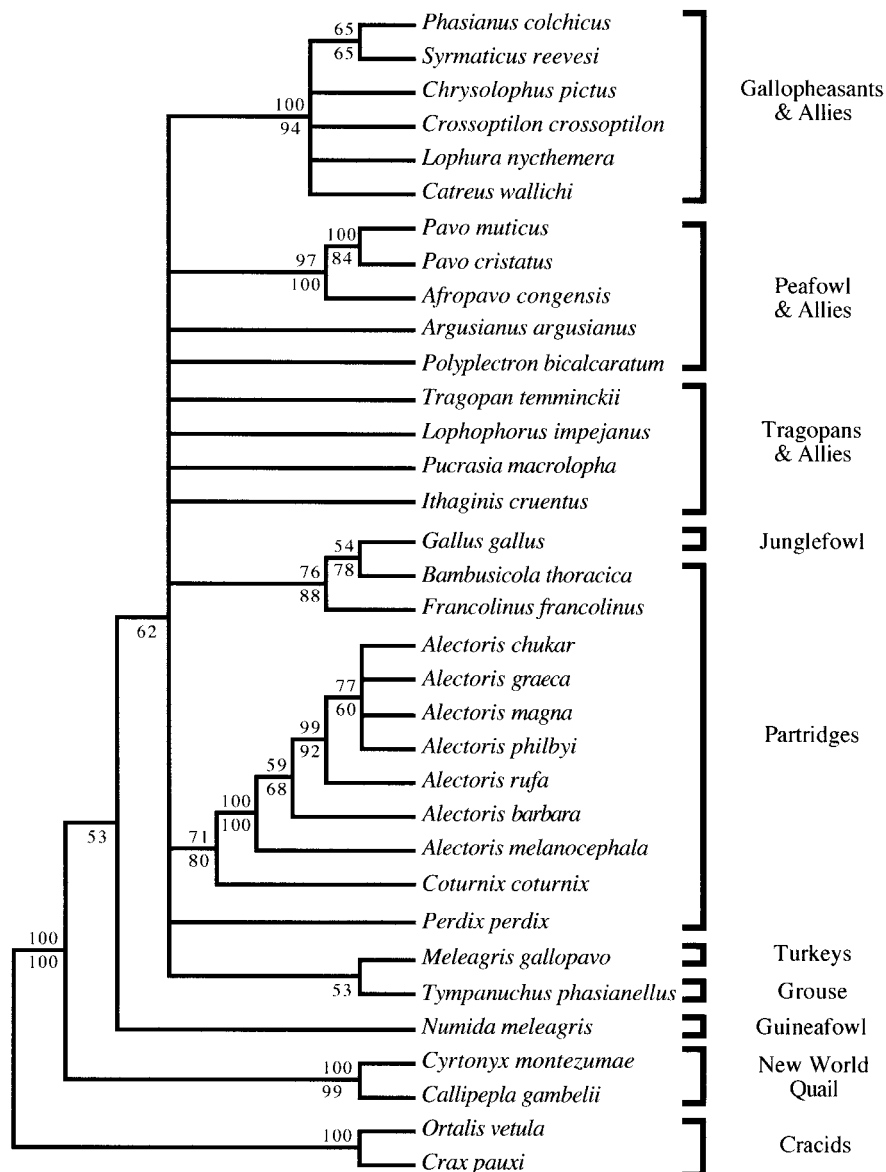 Phasianus colchicus
65
65
Syrmaticus reevesi
Chrysolophus pictus
Gallopheasants
& Allies
100
94
Crossoptilon crossoptilon
Lophura nycthemera
Catreus wallichi
Pavo muticus
100
84
Pavo cristatus
97
100
Afropavo congensis
Peafowl
& Allies
Argusianus argusianus
Polyplectron bicalcaratum
Tragopan temminckii
Lophophorus impejanus
Tragopans
& Allies
Pucrasia macrolopha
Ithaginis cruentus
Gallus gallus
Junglefowl
54
78
Bambusicola thoracica
76
88
Francolinus francolinus
62
Alectoris chukar
Alectoris graeca
77
60
Alectoris magna
Partridges
Alectoris philbyi
99
92
Alectoris rufa
59
68
Alectoris barbara
100
100
Alectoris melanocephala
71
80
53
Coturnix coturnix
Perdix perdix
100
100
Meleagris gallopavo
Turkeys
53
Tympanuchus phasianellus
Grouse
Numida meleagris
Guineafowl
Cyrtonyx montezumae
New World
Quail
100
99
Callipepla gambelii
Ortalis vetula
100
Cracids
Crax pauxi